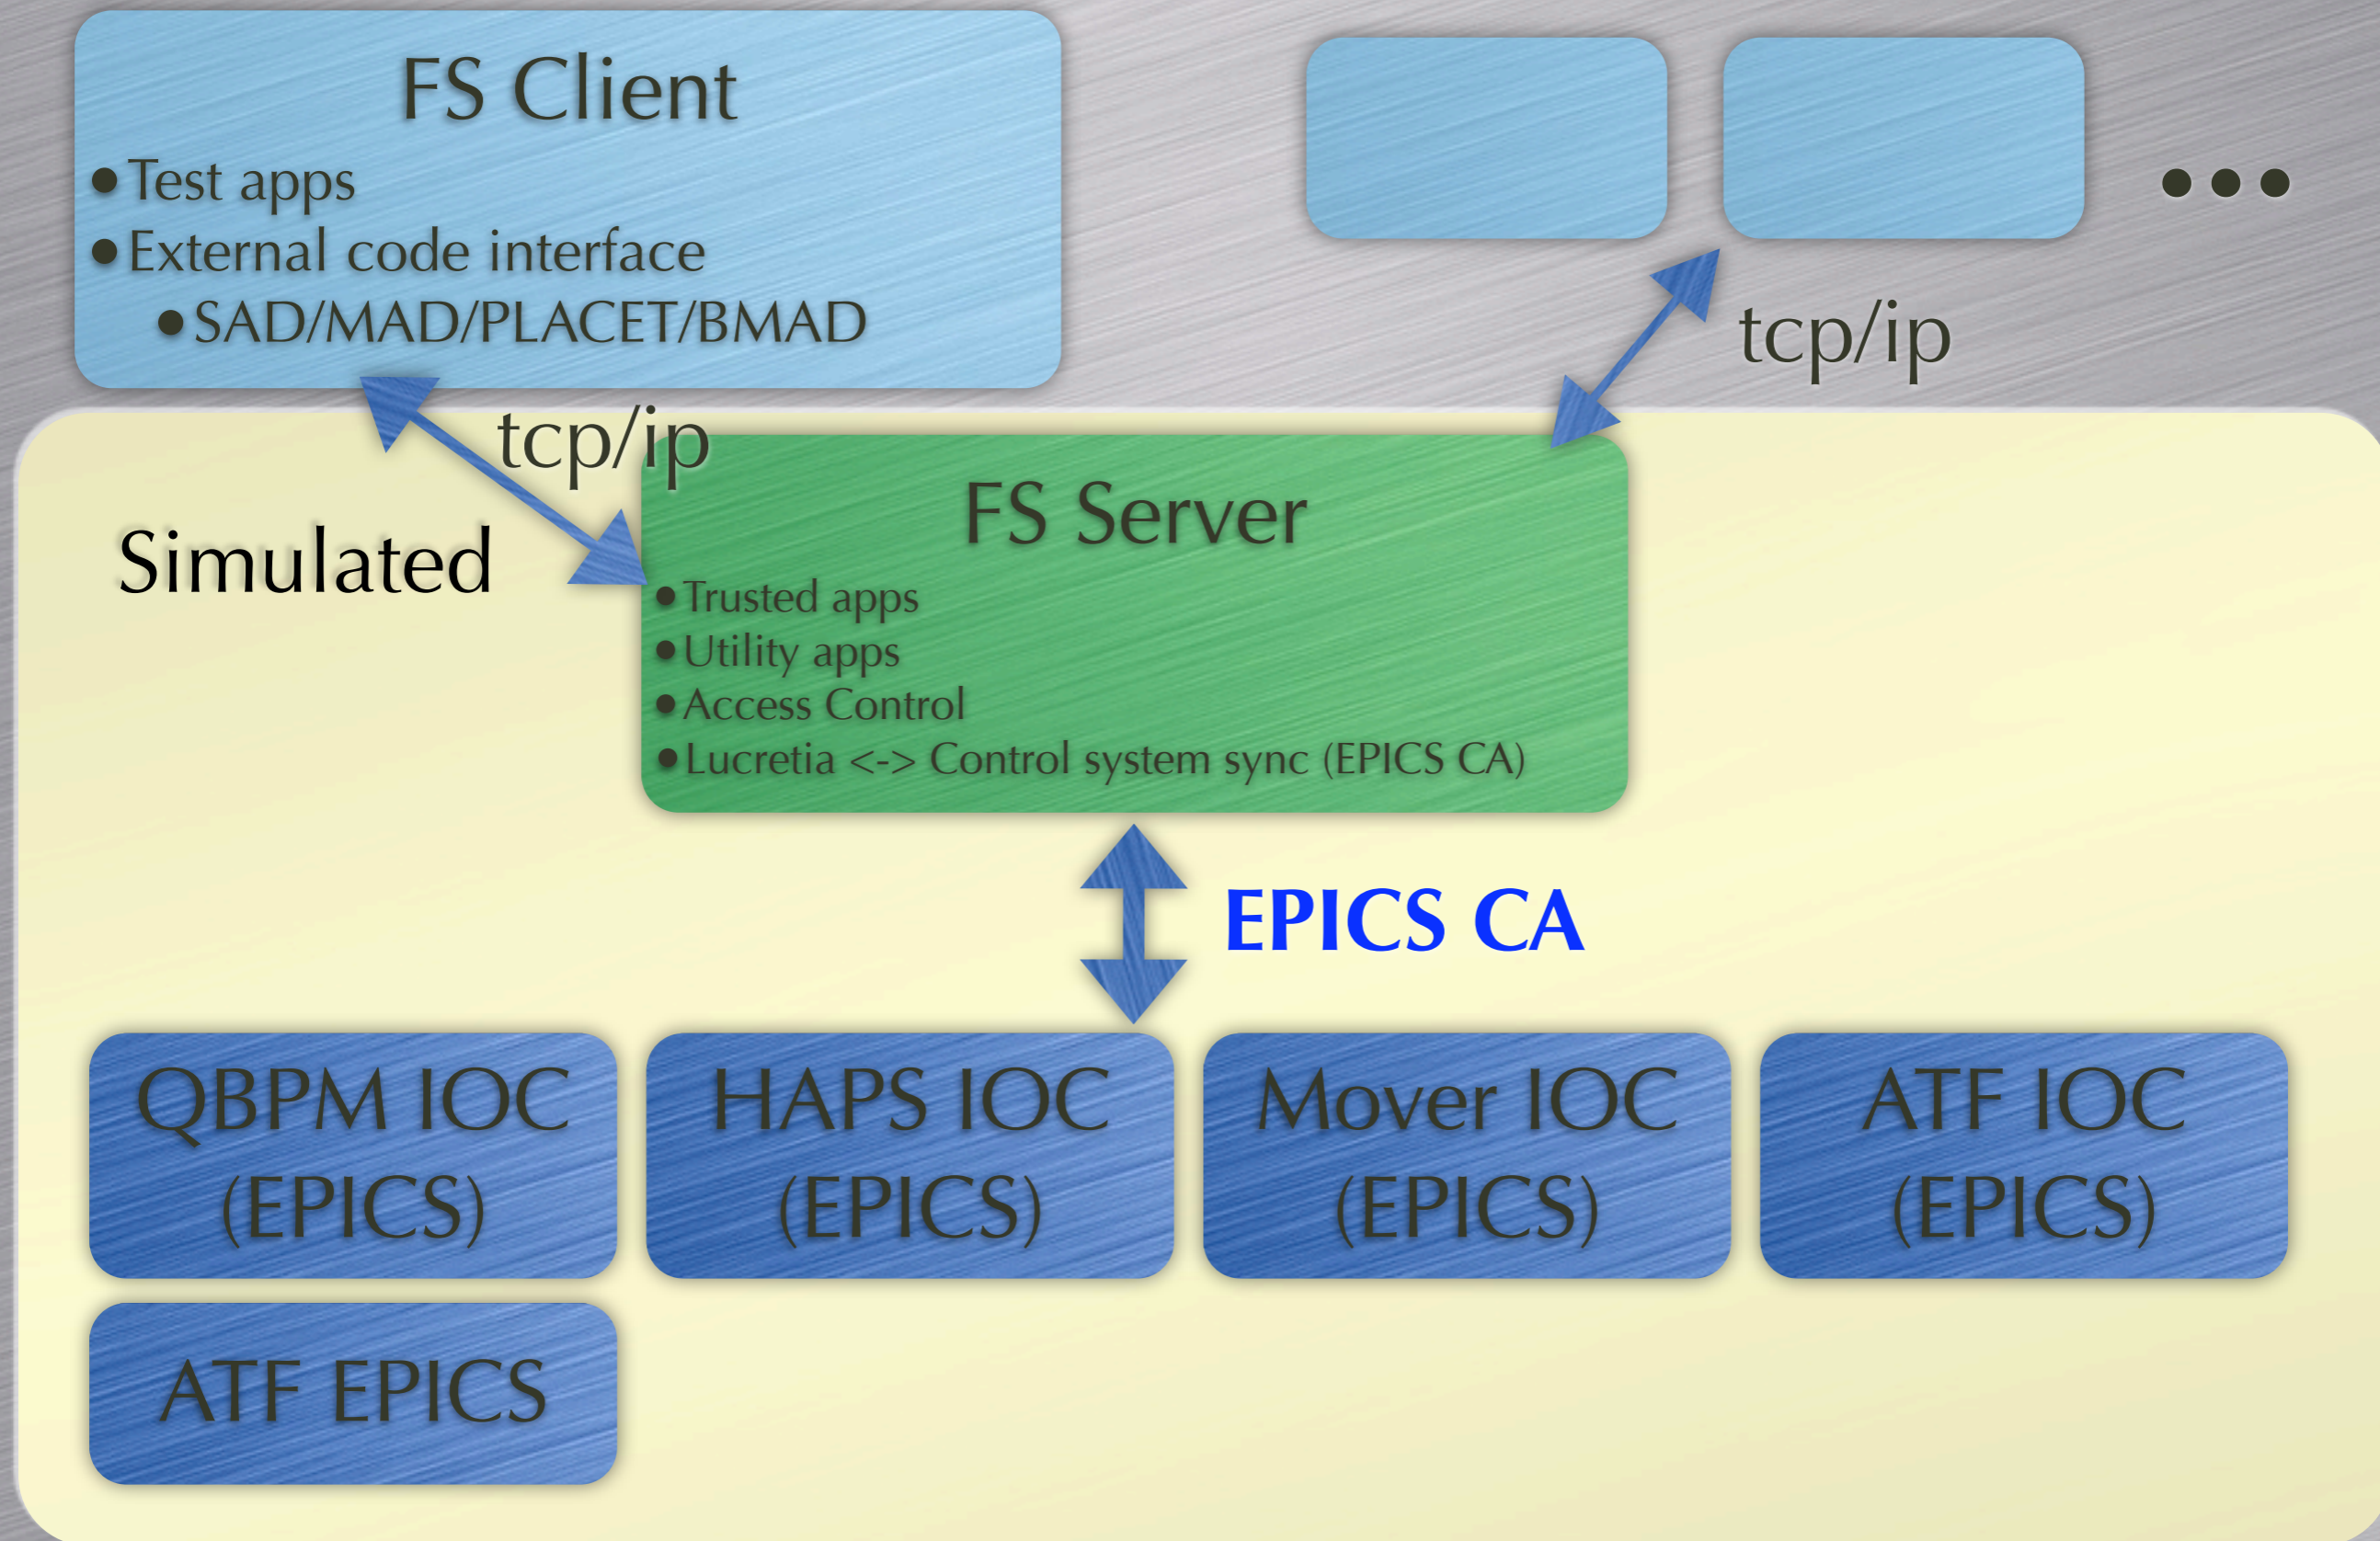 FS Client
•Test apps
•External code interface
•SAD/MAD/PLACET/BMAD
•••
tcp/ip
tcp/ip
Simulated
FS Server
•Trusted apps
•Utility apps
•Access Control
•Lucretia <-> Control system sync (EPICS CA)
EPICS CA
QBPM IOC
(EPICS)
HAPS IOC
(EPICS)
Mover IOC
(EPICS)
ATF IOC
(EPICS)
ATF EPICS